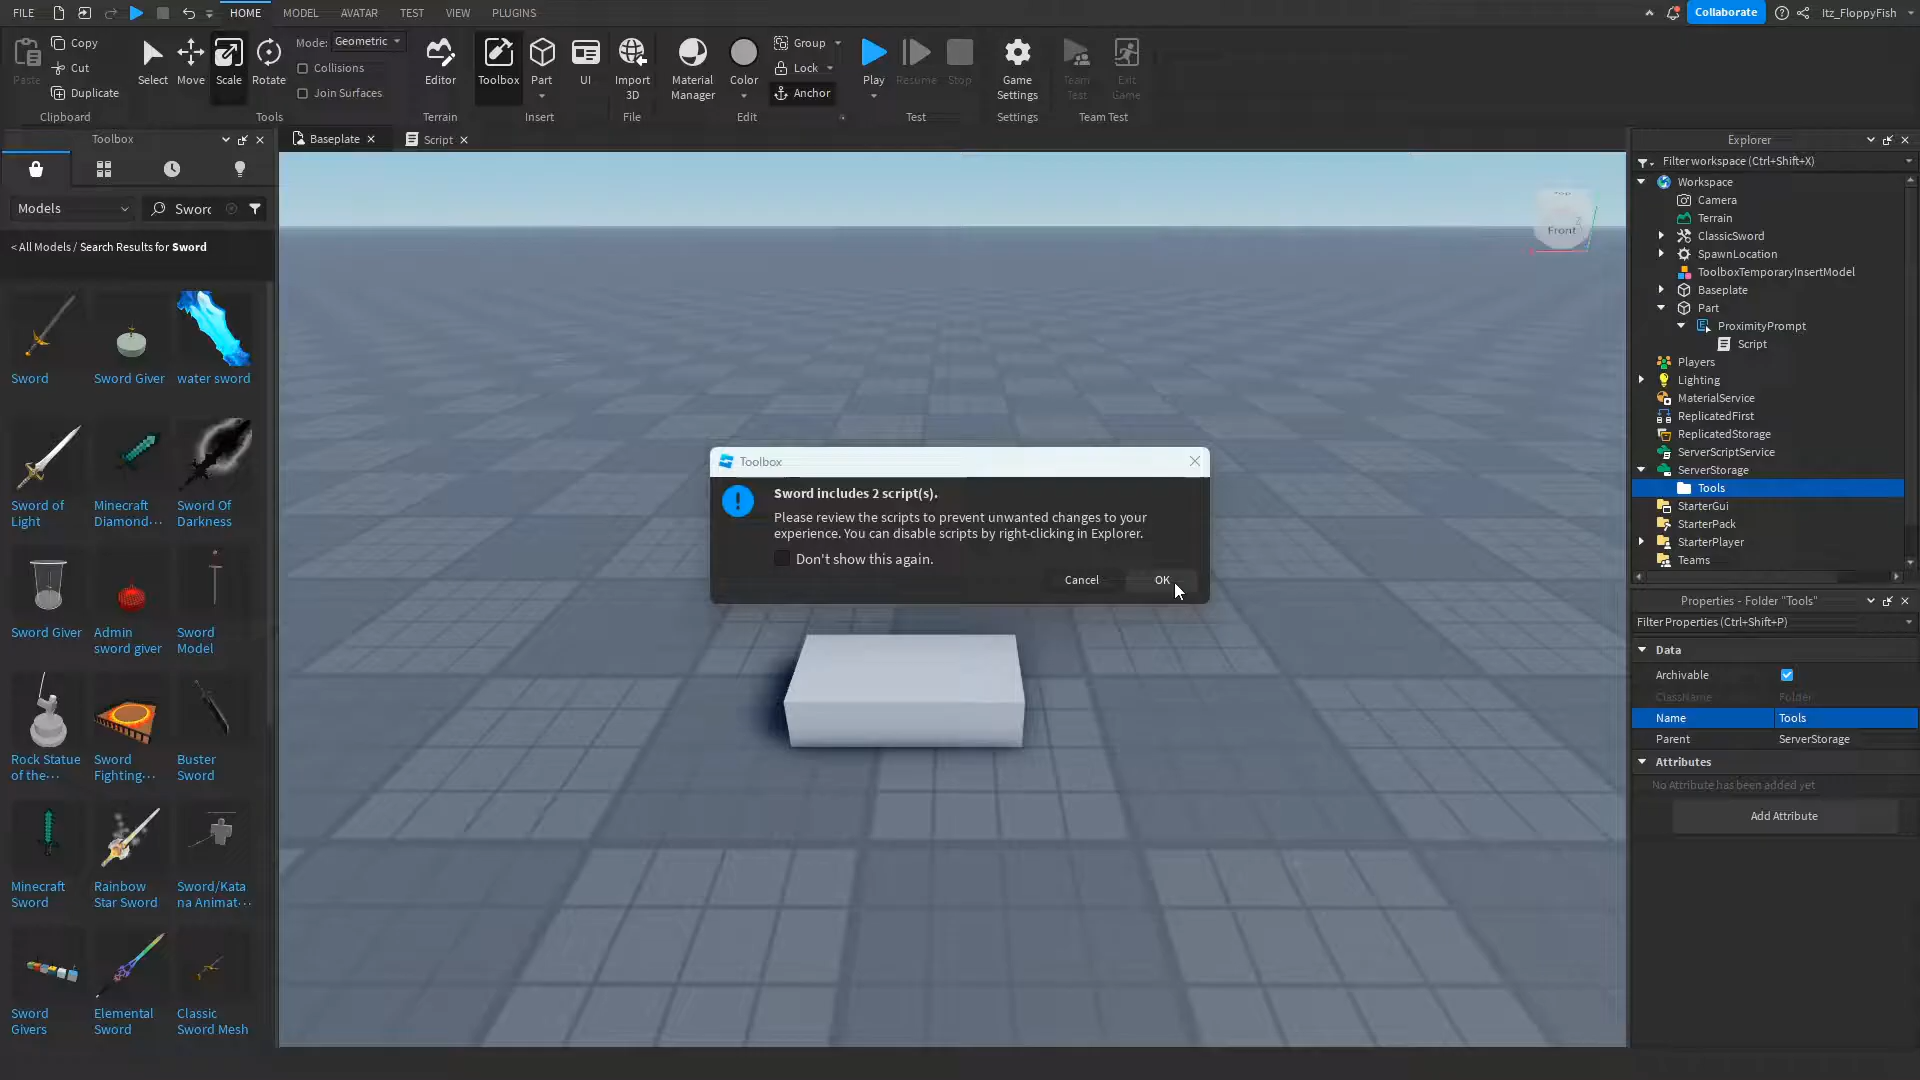 FILE
HOME
MODEL
AVATAR
TEST
VIEW
PLUGINS
Collaborate
Itz_FloppyFish
Paste
Copy
Cut
Duplicate
Clipboard
Select
Move
Scale
Rotate
Mode: Geometric
Collisions
Join Surfaces
Tools
Editor
Terrain
Toolbox
Part
UI
Insert
Import
3D
File
Material
Manager
Color
Group
Lock
Anchor
Edit
Play
Resume
Stop
Test
Game
Settings
Settings
Team
Test
Exit
Game
Team Test
Toolbox
Baseplate
Script
Models
Sword
< All Models / Search Results for Sword
Sword
Sword Giver
water sword
Sword of
Light
Minecraft
Diamond···
Sword Of
Darkness
Sword Giver
Admin
sword giver
Sword
Model
Rock Statue
of the···
Sword
Fighting···
Buster
Sword
Minecraft
Sword
Rainbow
Star Sword
Sword/Kata
na Animat···
Sword
Givers
Elemental
Sword
Classic
Sword Mesh
Front
Toolbox
Sword includes 2 script(s).
Please review the scripts to prevent unwanted changes to your
experience. You can disable scripts by right-clicking in Explorer.
Don't show this again.
Cancel
OK
Explorer
Filter workspace (Ctrl+Shift+X)
Workspace
Camera
Terrain
ClassicSword
SpawnLocation
ToolboxTemporaryInsertModel
Baseplate
Part
ProximityPrompt
Script
Players
Lighting
MaterialService
ReplicatedFirst
ReplicatedStorage
ServerScriptService
ServerStorage
Tools
StarterGui
StarterPack
StarterPlayer
Teams
Properties - Folder "Tools"
Filter Properties (Ctrl+Shift+P)
Data
Archivable
ClassName Folder
Name Tools
Parent ServerStorage
Attributes
No Attribute has been added yet
Add Attribute